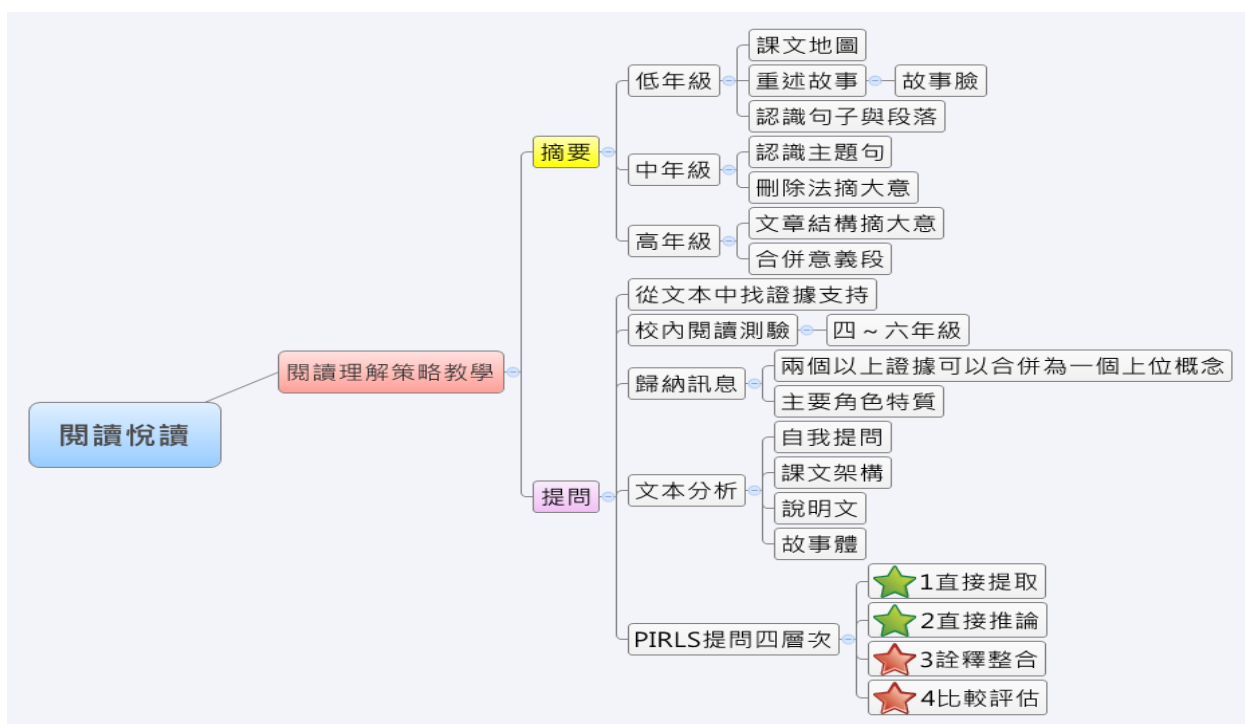 閱讀悅讀
閱讀理解策略教學
摘要
低年級
課文地圖
重述故事
故事臉
認識句子與段落
中年級
認識主題句
刪除法摘大意
高年級
文章結構摘大意
合併意義段
提問
從文本中找證據支持
校內閱讀測驗
四~六年級
歸納訊息
兩個以上證據可以合併為一個上位概念
主要角色特質
文本分析
自我提問
課文架構
說明文
故事體
PIRLS提問四層次
1直接提取
2直接推論
3詮釋整合
4比較評估